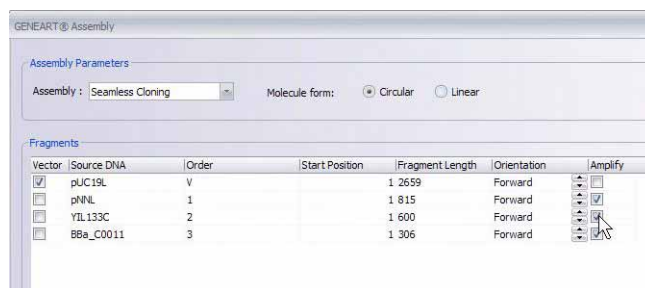 GENEART® Assembly
Assembly Parameters
Assembly : Seamless Cloning Molecule form: Circular Linear
Fragments
Vector Source DNA Order Start Position Fragment Length Orientation Amplify
pUC19L V 1 2659 Forward
pNNL 1 1 815 Forward
YIL133C 2 1 600 Forward
BBa_C0011 3 1 306 Forward